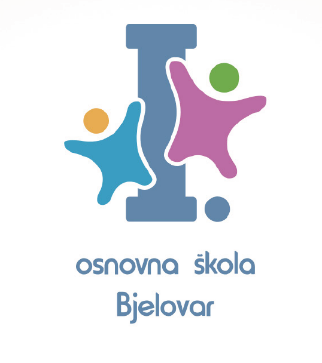 I.
osnovna škola
Bjelovar